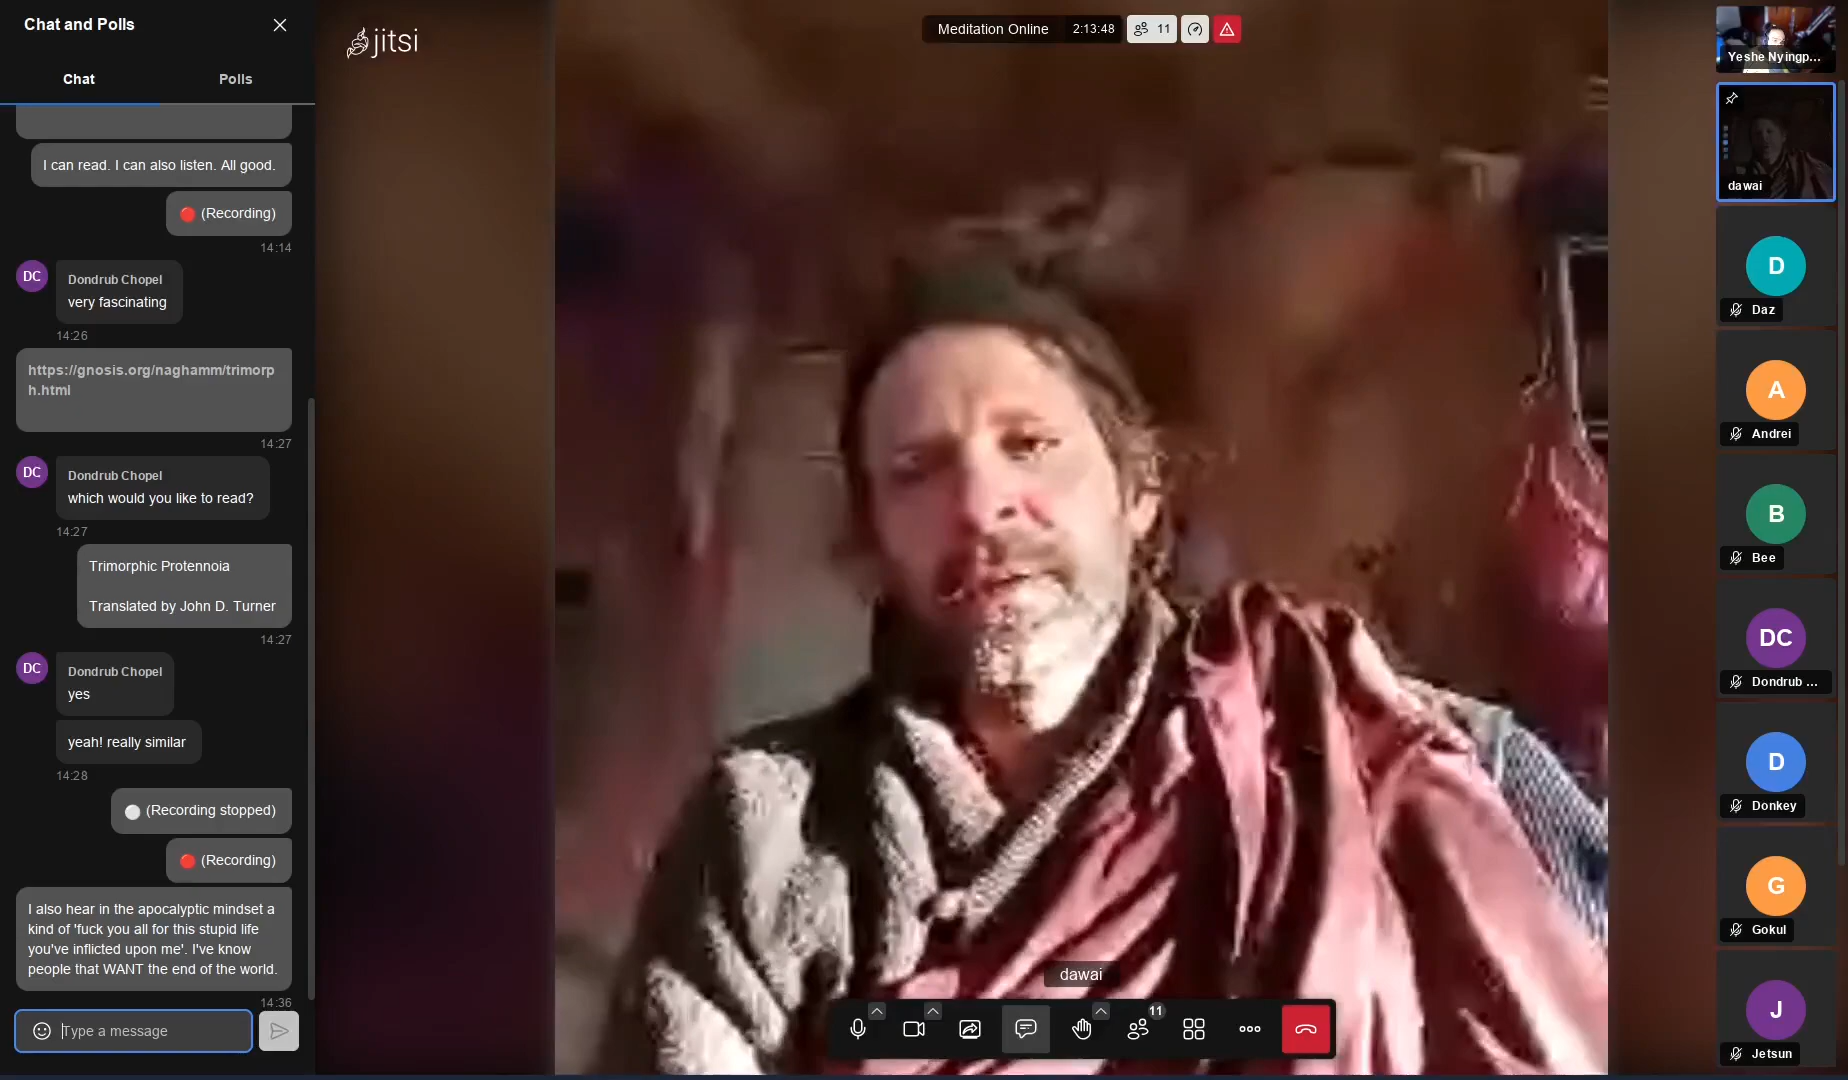 Chat and Polls
Chat
Polls
I can read. I can also listen. All good.
🔴 (Recording)
14:14
DC
Dondrub Chopel
very fascinating
14:26
https://gnosis.org/naghamm/trimorp
h.html
14:27
DC
Dondrub Chopel
which would you like to read?
14:27
Trimorphic Protennoia
Translated by John D. Turner
14:27
DC
Dondrub Chopel
yes
yeah! really similar
14:28
⚪ (Recording stopped)
🔴 (Recording)
I also hear in the apocalyptic mindset a
kind of 'fuck you all for this stupid life
you've inflicted upon me'. I've know
people that WANT the end of the world.
14:36
Type a message
jitsi
Meditation Online
2:13:48
11
dawai
11
Yeshe Nyingp...
dawai
D
Daz
A
Andrei
B
Bee
DC
Dondrub ...
D
Donkey
G
Gokul
J
Jetsun